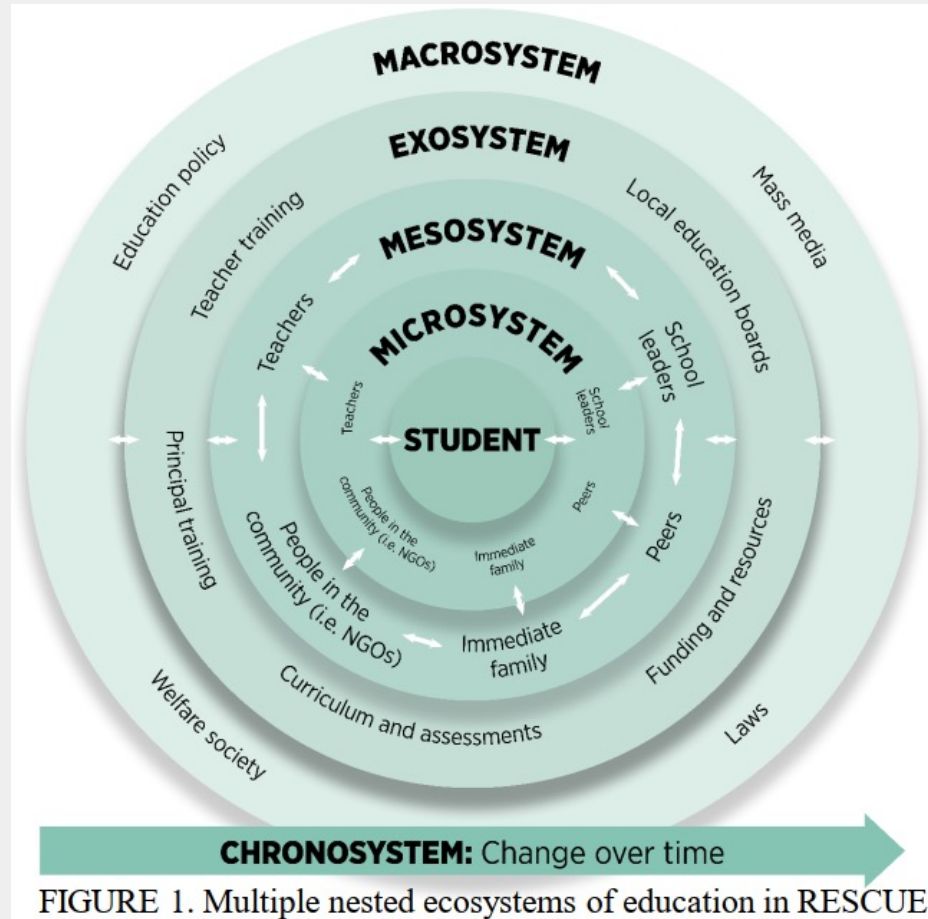 MACROSYSTEM
Education policy
Mass media
EXOSYSTEM
Teacher training
Local education boards
Principal training
Funding and resources
Curriculum and assessments
Welfare society
Laws
MESOSYSTEM
Teachers
School
leaders
People in the
community (i.e. NGOs)
Immediate
family
Peers
MICROSYSTEM
Teachers
School
leaders
People in the
community (i.e. NGOs)
Immediate
family
Peers
STUDENT
CHRONOSYSTEM: Change over time
FIGURE 1. Multiple nested ecosystems of education in RESCUE